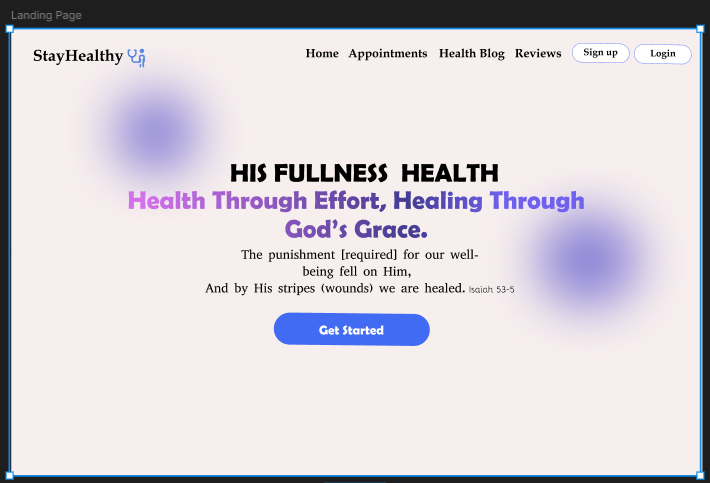 Landing Page
StayHealthy
Home Appointments Health Blog Reviews Sign up Login
HIS FULLNESS HEALTH
Health Through Effort, Healing Through
God's Grace.
The punishment [required] for our well-
being fell on Him,
And by His stripes (wounds) we are healed. Isaiah 53-5
Get Started